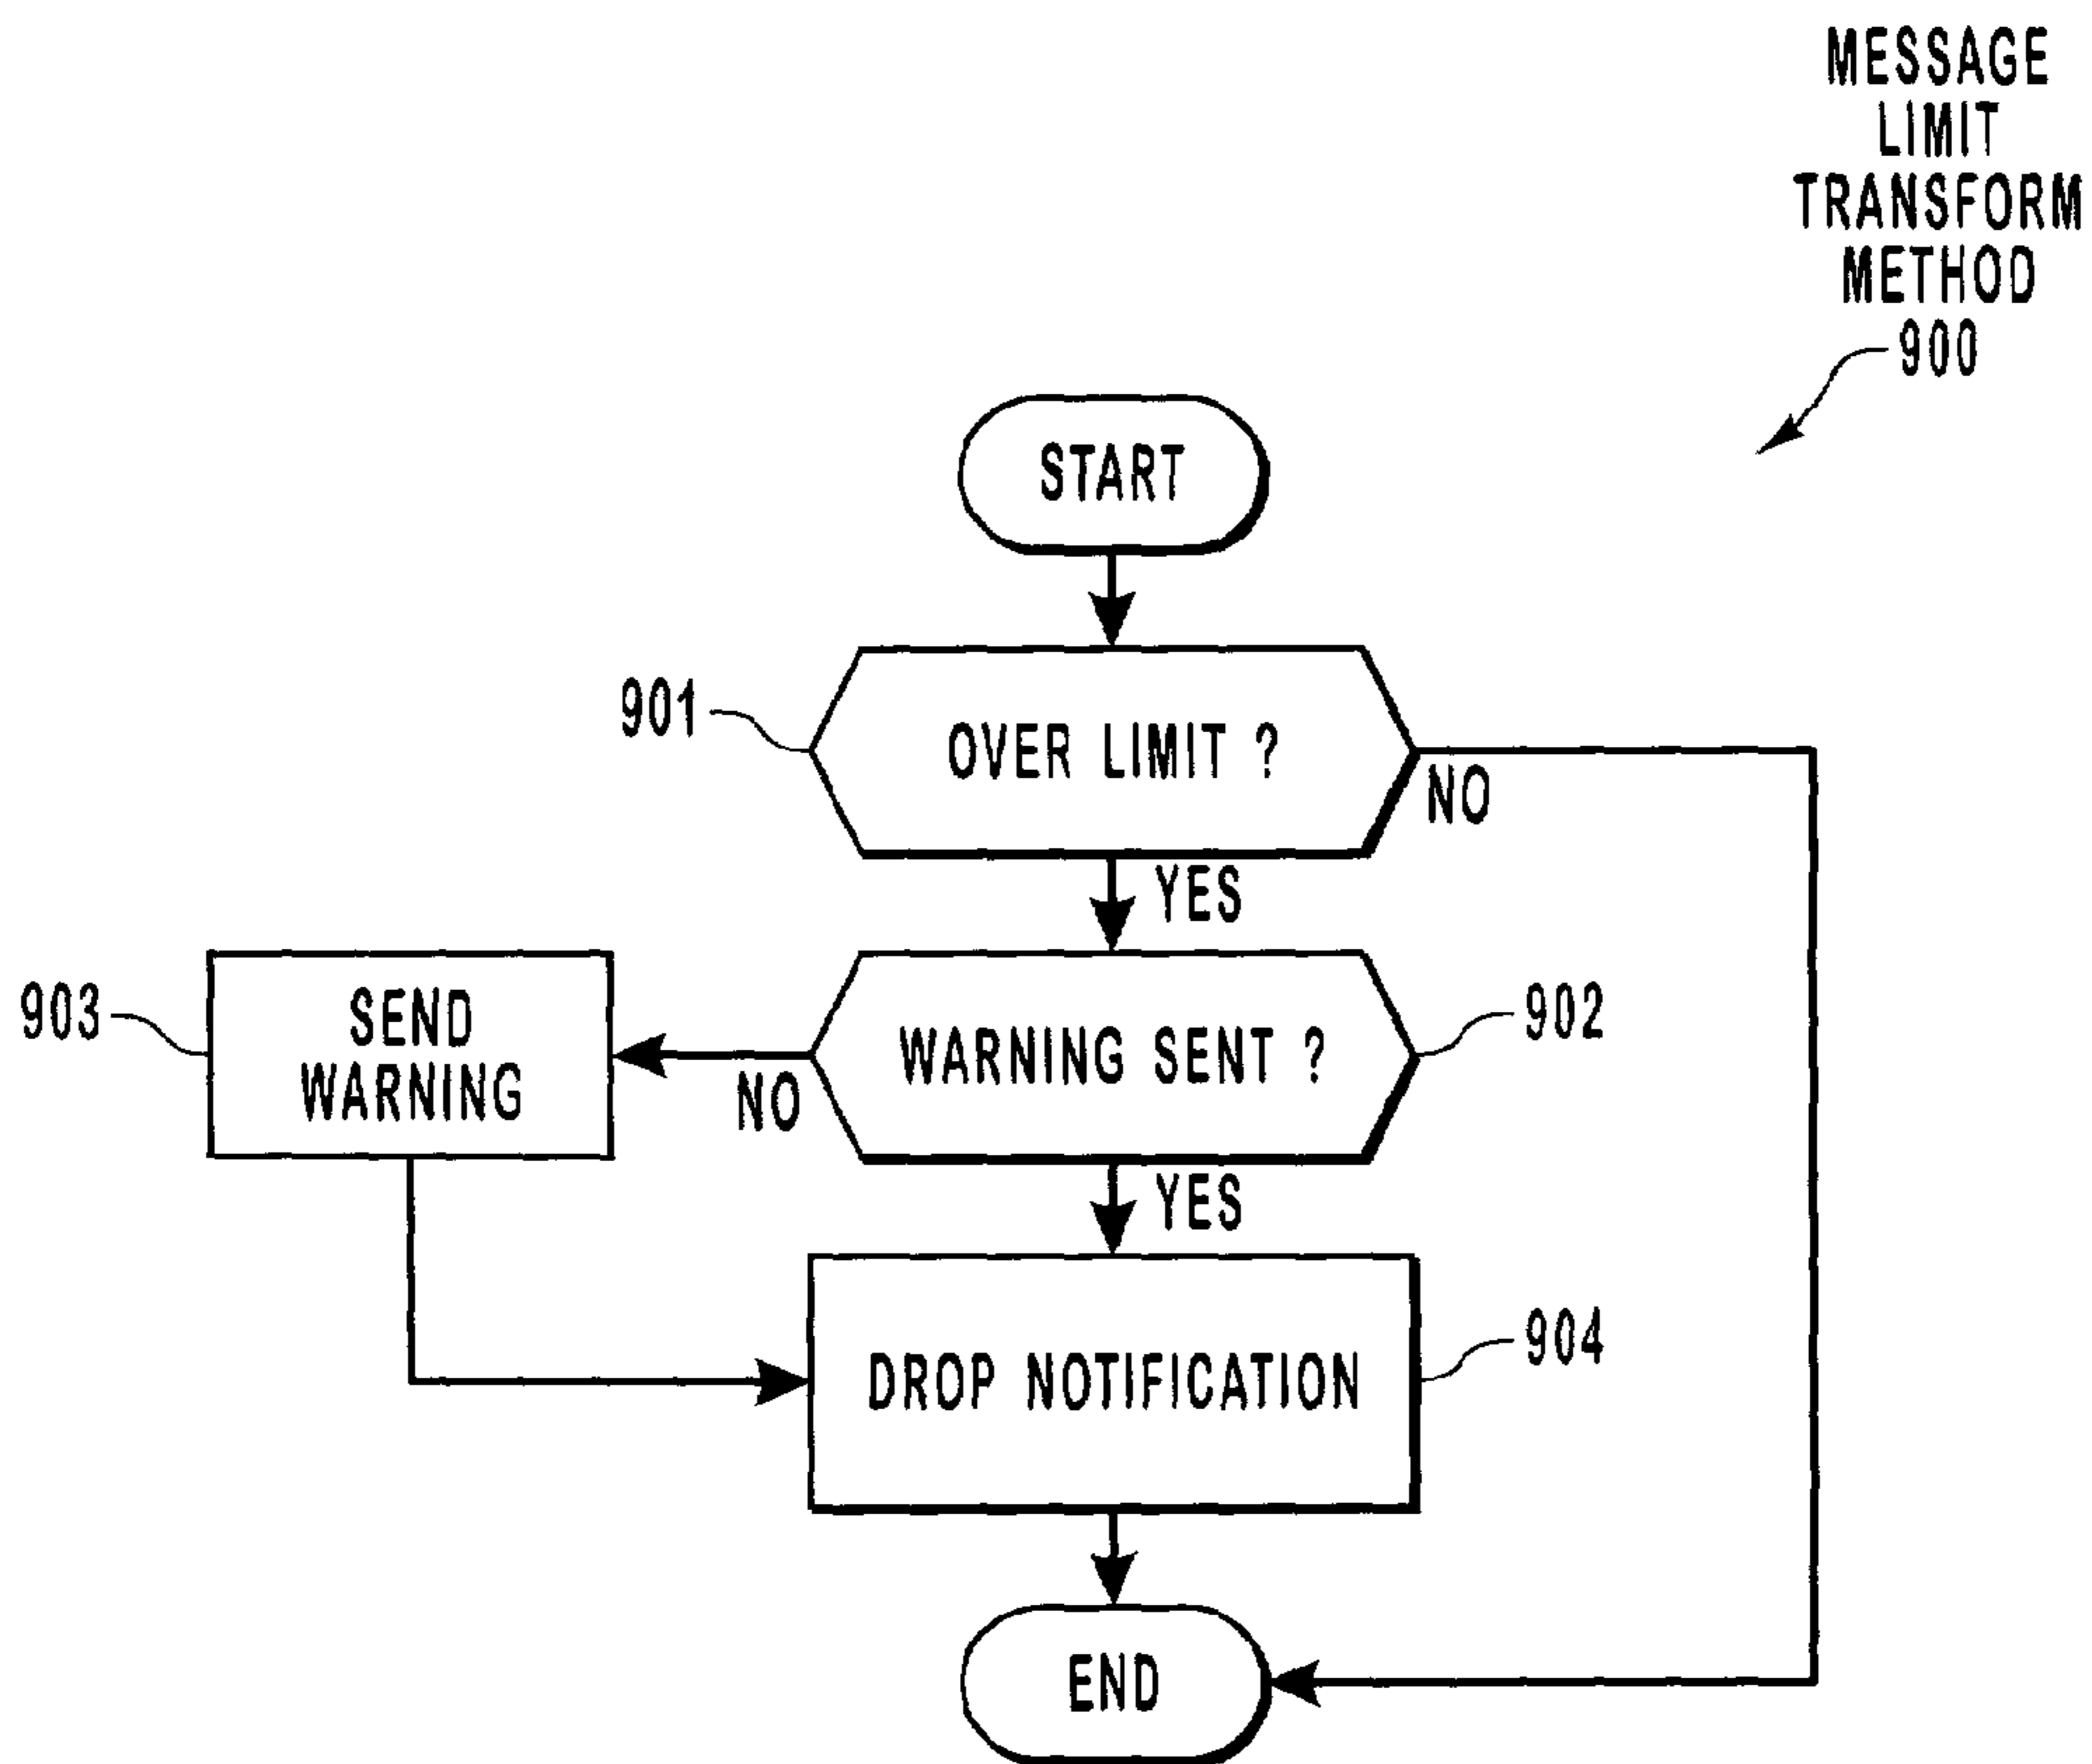 MESSAGE
LIMIT
TRANSFORM
METHOD
900
START
901
OVER LIMIT ?
NO
YES
903
SEND
WARNING
NO
WARNING SENT ?
902
YES
DROP NOTIFICATION
904
END